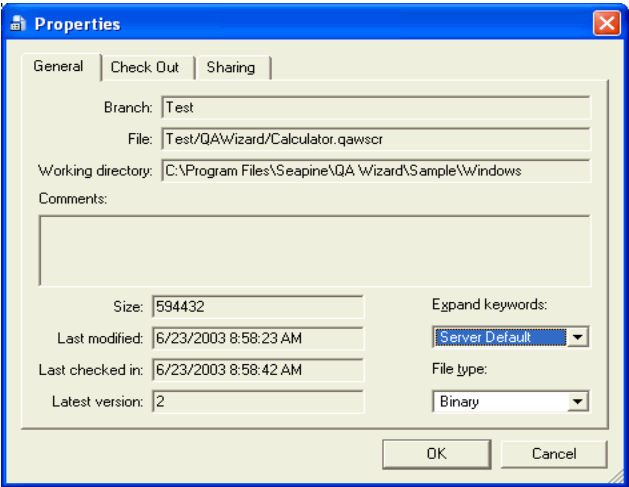 Properties
General Check Out Sharing
Branch: Test
File: Test/QAWizard/Calculator.qawscr
Working directory: C:\Program Files\Seapine\QA Wizard\Sample\Windows
Comments:
Size: 594432 Expand keywords:
Last modified: 6/23/2003 8:58:23 AM Server Default
Last checked in: 6/23/2003 8:58:42 AM File type:
Latest version: 2 Binary
OK Cancel